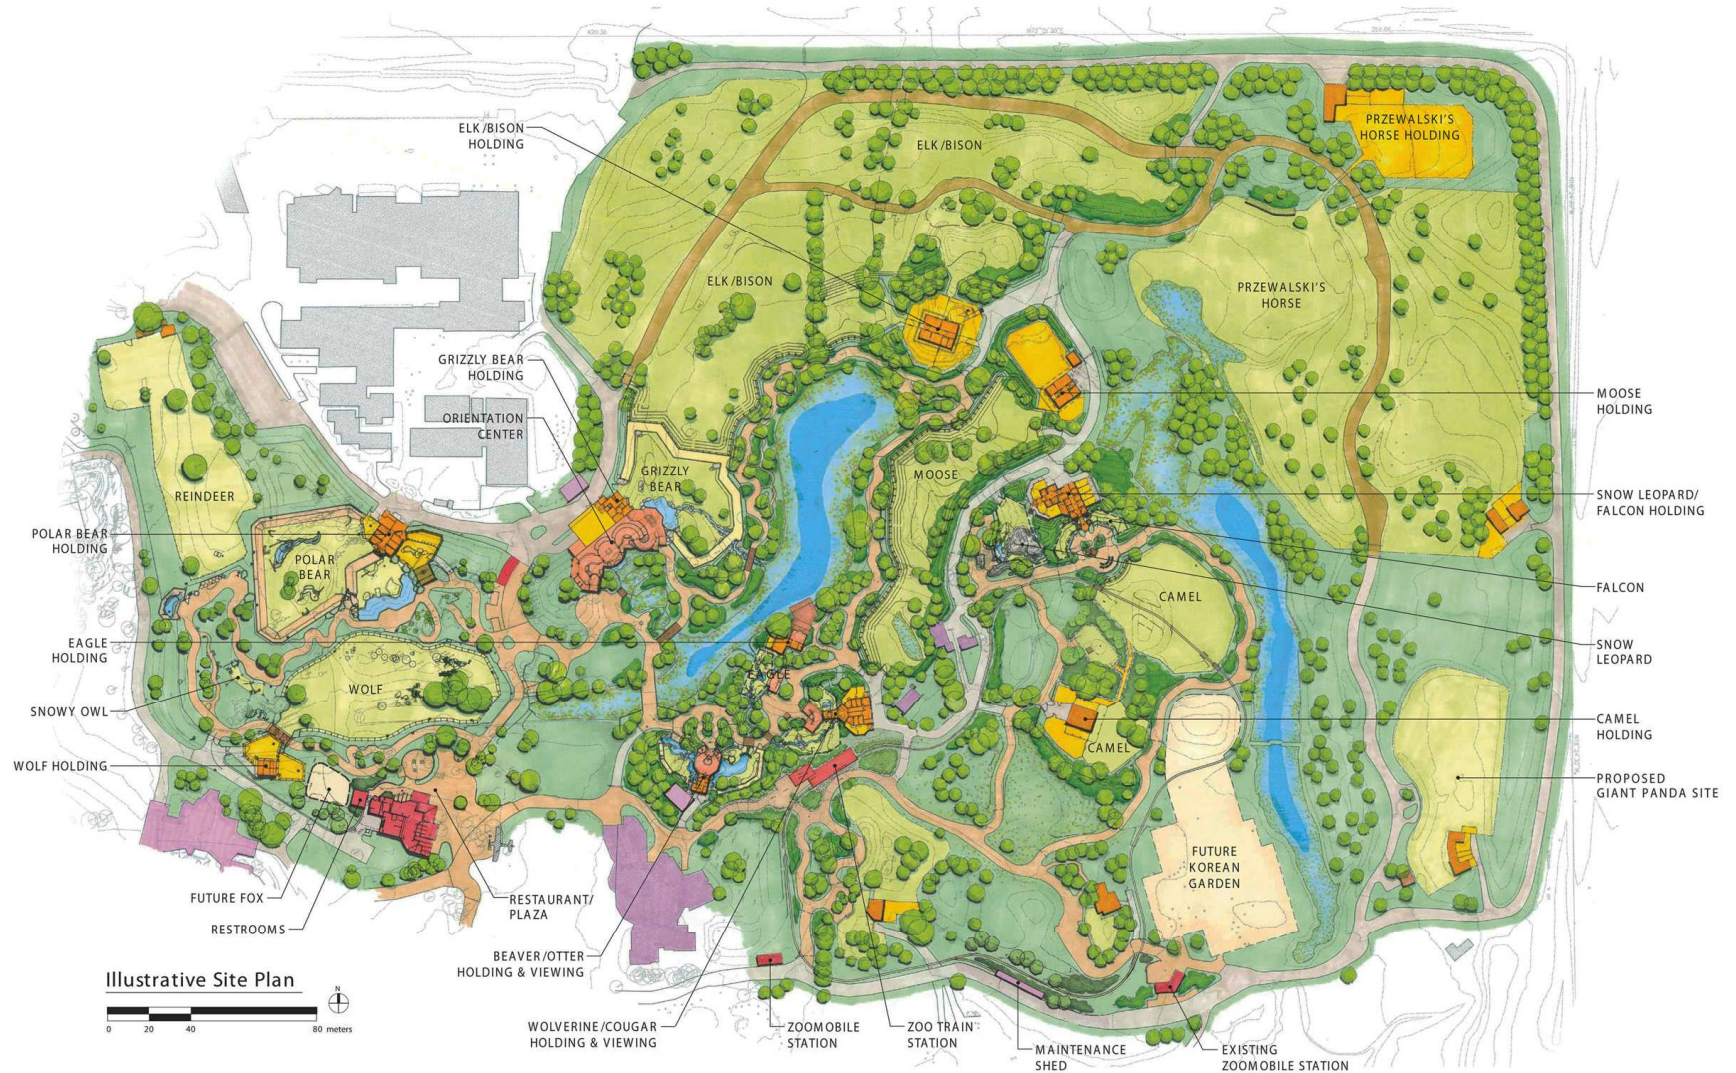 ELK/BISON
HOLDING
ELK/BISON
PRZEWALSKI'S
HORSE HOLDING
ELK/BISON
PRZEWALSKI'S
HORSE
GRIZZLY BEAR
HOLDING
ORIENTATION
CENTER
MOOSE
HOLDING
GRIZZLY
BEAR
MOOSE
REINDEER
SNOW LEOPARD/
FALCON HOLDING
POLAR BEAR
HOLDING
POLAR
BEAR
FALCON
CAMEL
EAGLE
HOLDING
SNOW
LEOPARD
EAGLE
WOLF
SNOWY OWL
CAMEL
HOLDING
CAMEL
WOLF HOLDING
PROPOSED
GIANT PANDA SITE
FUTURE
KOREAN
GARDEN
FUTURE FOX
RESTAURANT/
PLAZA
RESTROOMS
BEAVER/OTTER
HOLDING & VIEWING
Illustrative Site Plan
N
0 20 40 80 meters
WOLVERINE/COUGAR
HOLDING & VIEWING
ZOOMOBILE
STATION
ZOO TRAIN
STATION
MAINTENANCE
SHED
EXISTING
ZOOMOBILE STATION